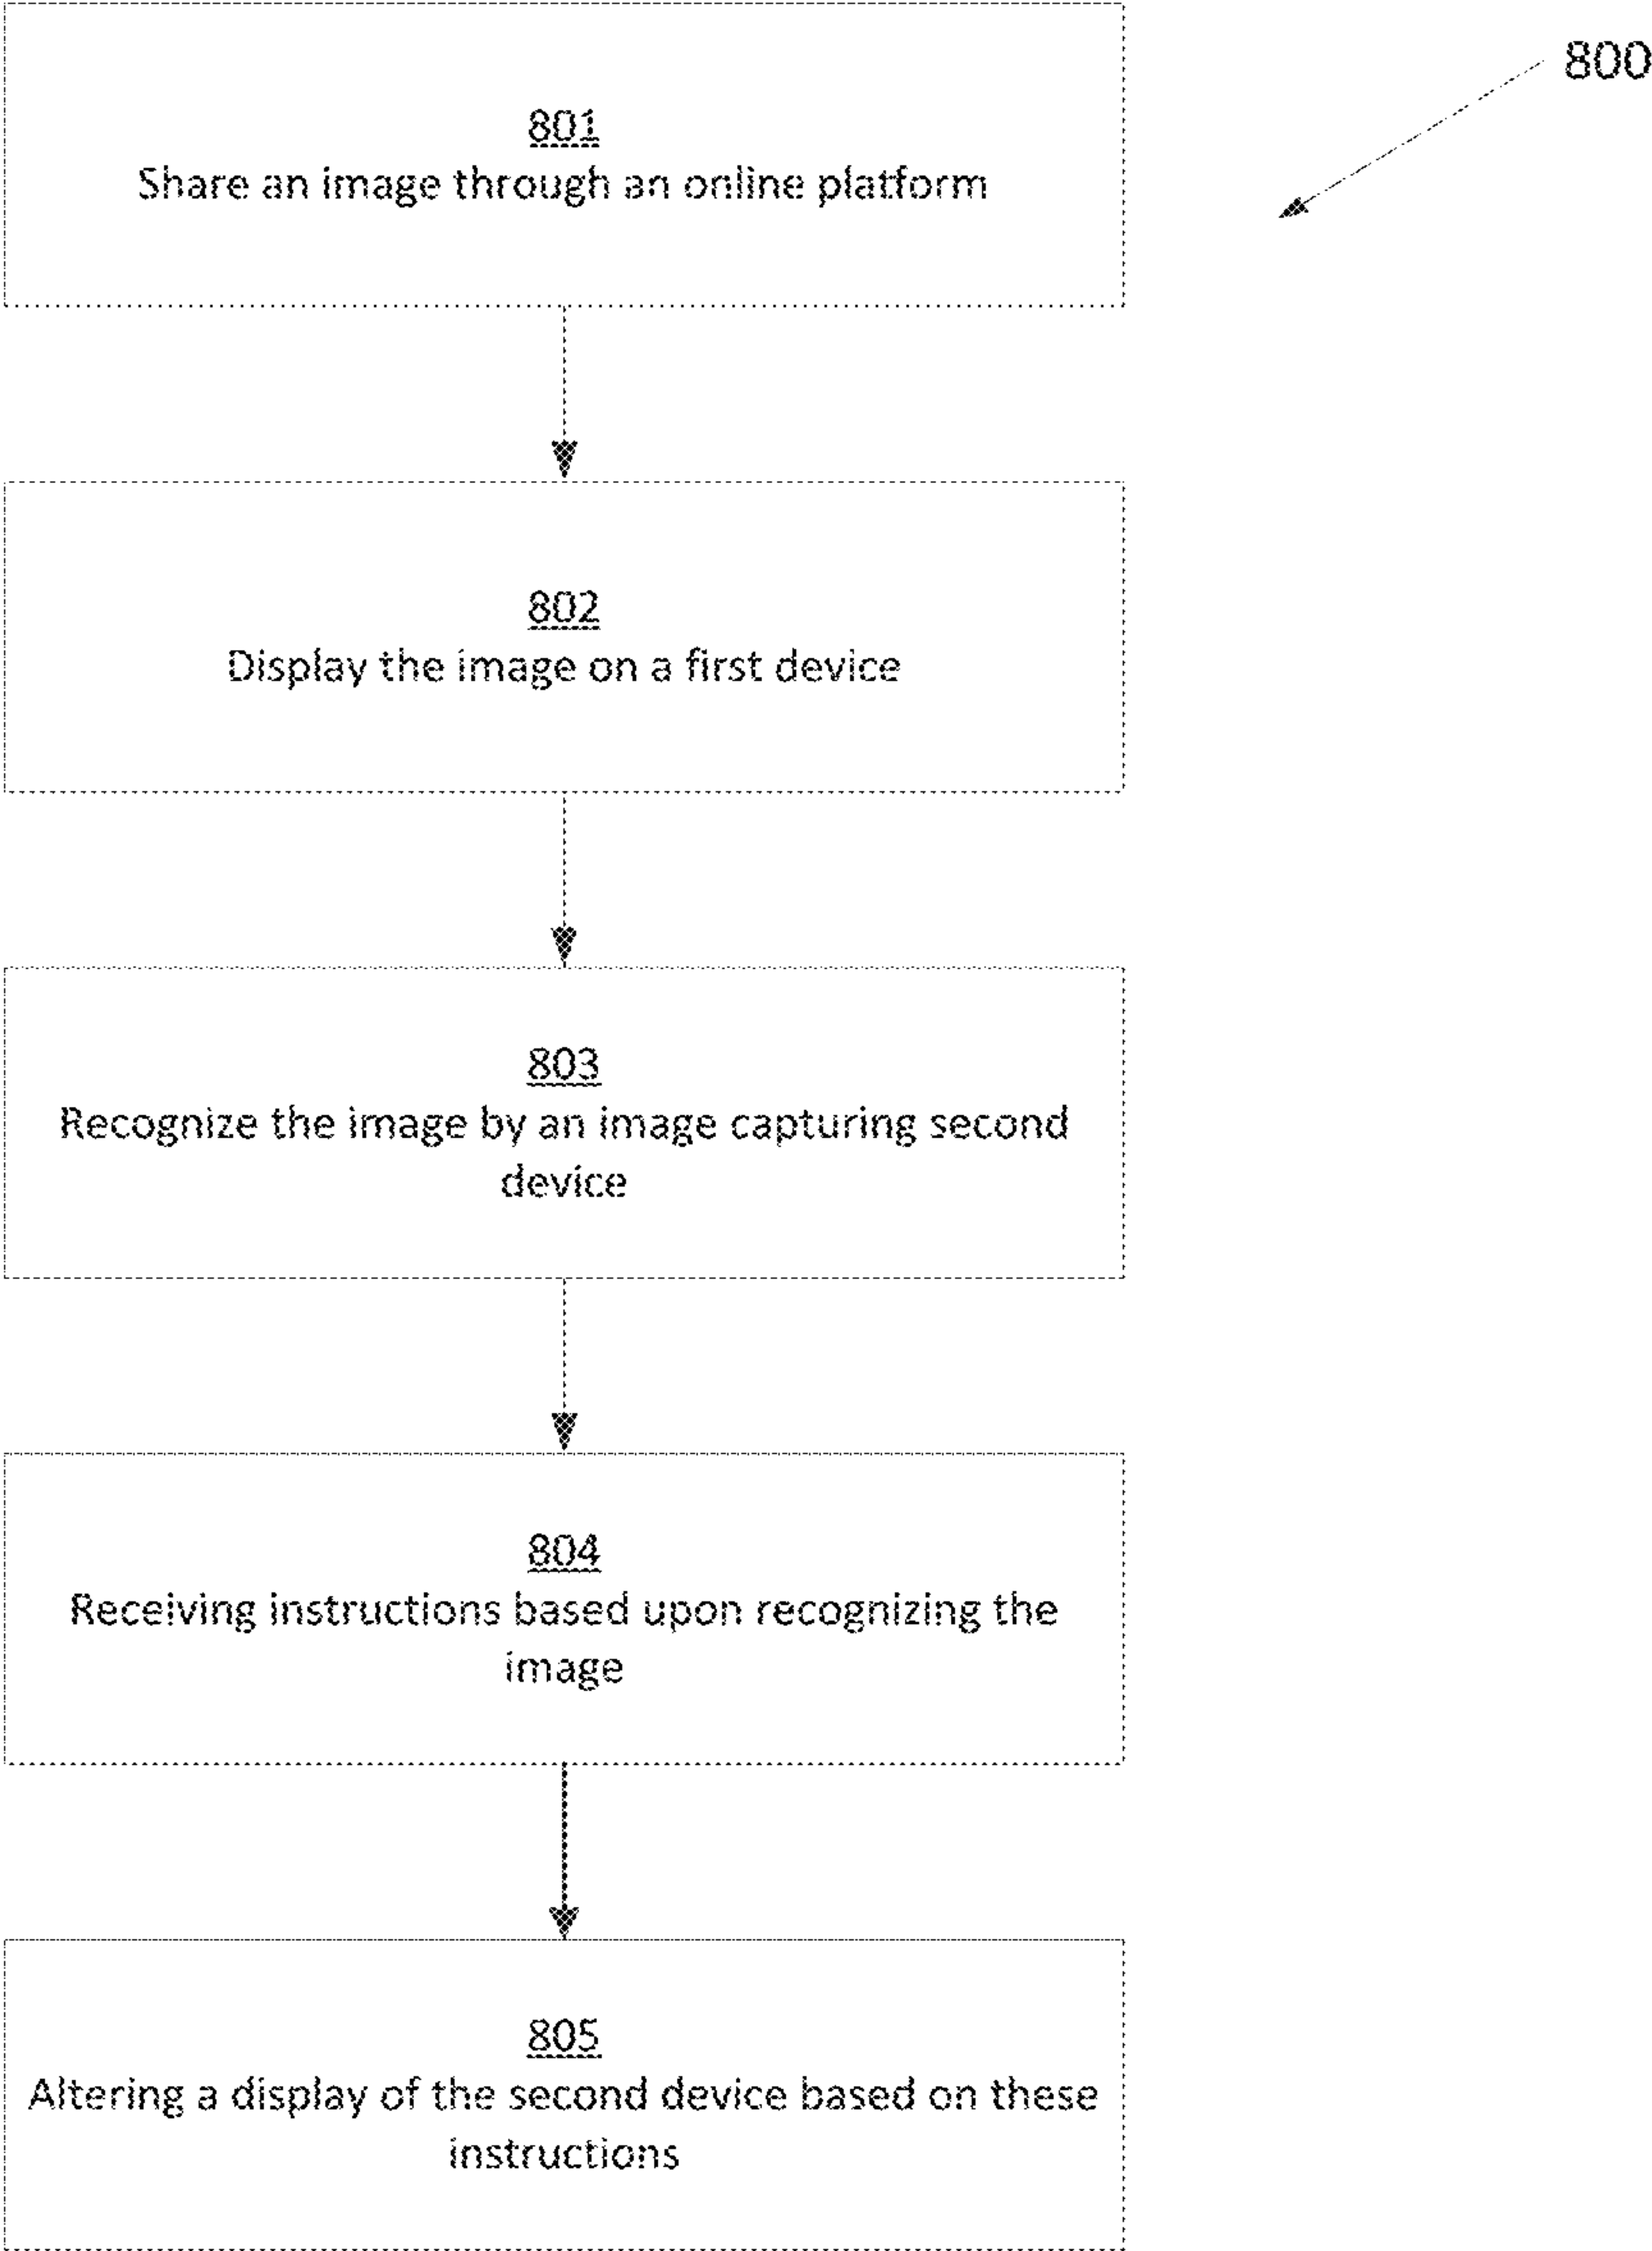 800
801
Share an image through an online platform
802
Display the image on a first device
803
Recognize the image by an image capturing second
device
804
Receiving instructions based upon recognizing the
image
805
Altering a display of the second device based on these
instructions